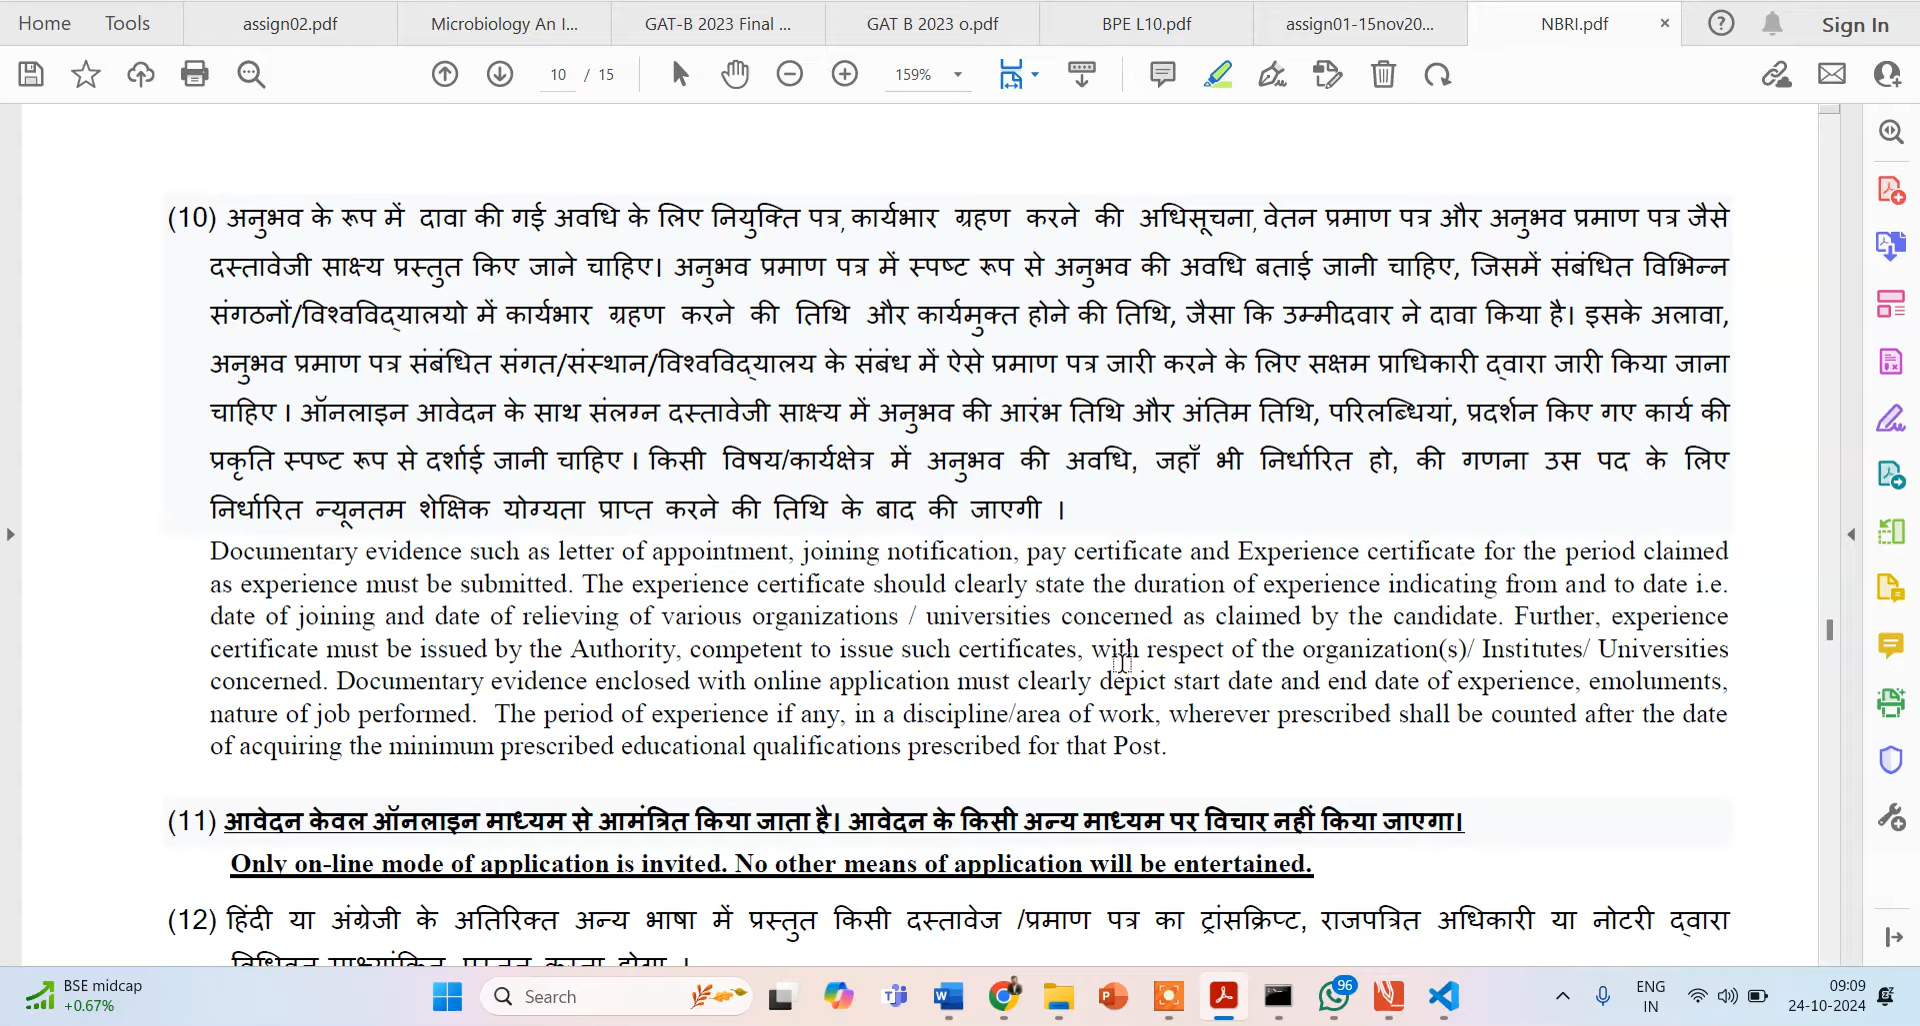 Home Tools assign02.pdf Microbiology An I... GAT-B 2023 Final ... GAT B 2023 o.pdf BPE L10.pdf assign01-15nov20... NBRI.pdf × Sign In
10 / 15 159%
(10) अनुभव के रूप में दावा की गई अवधि के लिए नियुक्ति पत्र, कार्यभार ग्रहण करने की अधिसूचना, वेतन प्रमाण पत्र और अनुभव प्रमाण पत्र जैसे
दस्तावेजी साक्ष्य प्रस्तुत किए जाने चाहिए। अनुभव प्रमाण पत्र में स्पष्ट रूप से अनुभव की अवधि बताई जानी चाहिए, जिसमें संबंधित विभिन्न
संगठनों/विश्वविद्यालयो में कार्यभार ग्रहण करने की तिथि और कार्यमुक्त होने की तिथि, जैसा कि उम्मीदवार ने दावा किया है। इसके अलावा,
अनुभव प्रमाण पत्र संबंधित संगत/संस्थान/विश्वविद्यालय के संबंध में ऐसे प्रमाण पत्र जारी करने के लिए सक्षम प्राधिकारी द्वारा जारी किया जाना
चाहिए । ऑनलाइन आवेदन के साथ संलग्न दस्तावेजी साक्ष्य में अनुभव की आरंभ तिथि और अंतिम तिथि, परिलब्धियां, प्रदर्शन किए गए कार्य की
प्रकृति स्पष्ट रूप से दर्शाई जानी चाहिए । किसी विषय/कार्यक्षेत्र में अनुभव की अवधि, जहाँ भी निर्धारित हो, की गणना उस पद के लिए
निर्धारित न्यूनतम शेक्षिक योग्यता प्राप्त करने की तिथि के बाद की जाएगी ।
Documentary evidence such as letter of appointment, joining notification, pay certificate and Experience certificate for the period claimed
as experience must be submitted. The experience certificate should clearly state the duration of experience indicating from and to date i.e.
date of joining and date of relieving of various organizations / universities concerned as claimed by the candidate. Further, experience
certificate must be issued by the Authority, competent to issue such certificates, with respect of the organization(s)/ Institutes/ Universities
concerned. Documentary evidence enclosed with online application must clearly depict start date and end date of experience, emoluments,
nature of job performed. The period of experience if any, in a discipline/area of work, wherever prescribed shall be counted after the date
of acquiring the minimum prescribed educational qualifications prescribed for that Post.
(11) आवेदन केवल ऑनलाइन माध्यम से आमंत्रित किया जाता है। आवेदन के किसी अन्य माध्यम पर विचार नहीं किया जाएगा।
Only on-line mode of application is invited. No other means of application will be entertained.
(12) हिंदी या अंग्रेजी के अतिरिक्त अन्य भाषा में प्रस्तुत किसी दस्तावेज /प्रमाण पत्र का ट्रांसक्रिप्ट, राजपत्रित अधिकारी या नोटरी द्वारा
BSE midcap
+0.67%
Search
96
ENG
IN
09:09
24-10-2024